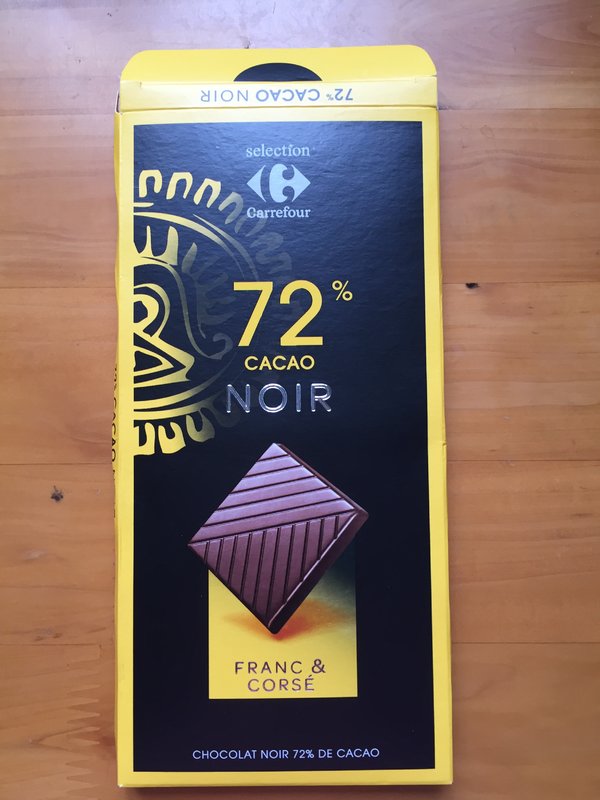 72% CACAO NOIR
selection
Carrefour
72%
CACAO
NOIR
FRANC &
CORSÉ
CHOCOLAT NOIR 72% DE CACAO